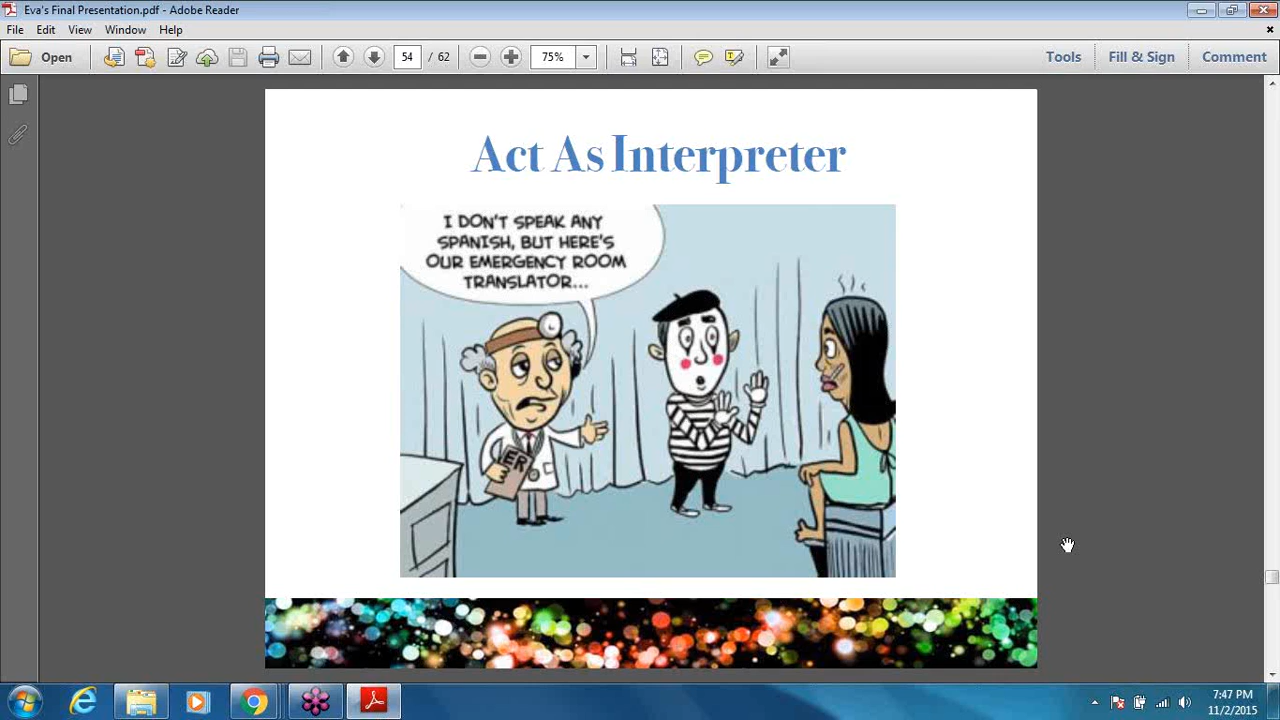 Eva's Final Presentation.pdf - Adobe Reader
File Edit View Window Help
Open 54 / 62 75% Tools Fill & Sign Comment
Act As Interpreter
I DON'T SPEAK ANY
SPANISH, BUT HERE'S
OUR EMERGENCY ROOM
TRANSLATOR...
ER
7:47 PM
11/2/2015